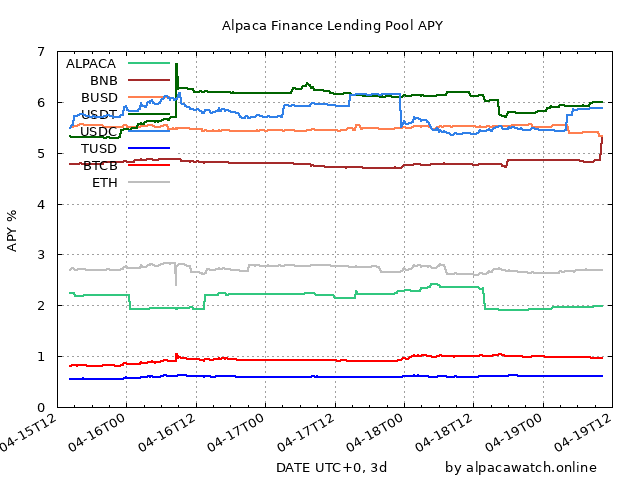 Alpaca Finance Lending Pool APY
7
6
5
4
3
2
1
0
APY %
ALPACA
BNB
BUSD
USDT
USDC
TUSD
BTCB
ETH
04-15T12
04-16T00
04-16T12
04-17T00
04-17T12
04-18T00
04-18T12
04-19T00
04-19T12
DATE UTC+0, 3d
by alpacawatch.online